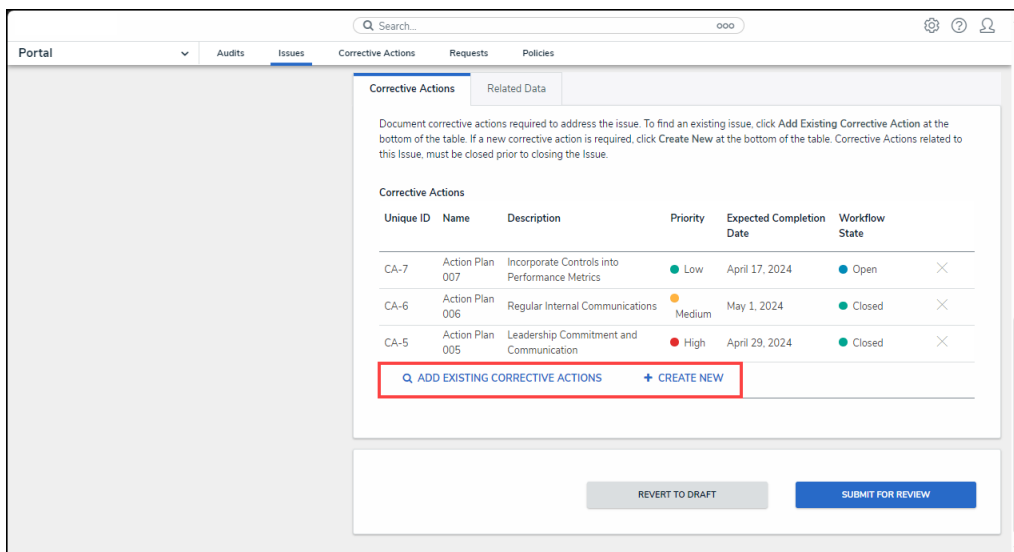 Search...
Portal Audits Issues Corrective Actions Requests Policies
Corrective Actions Related Data
Document corrective actions required to address the issue. To find an existing issue, click Add Existing Corrective Action at the
bottom of the table. If a new corrective action is required, click Create New at the bottom of the table. Corrective Actions related to
this Issue, must be closed prior to closing the Issue.
Corrective Actions
Unique ID Name Description Priority Expected Completion Date Workflow State
CA-7 Action Plan 007 Incorporate Controls into Performance Metrics Low April 17, 2024 Open
CA-6 Action Plan 006 Regular Internal Communications Medium May 1, 2024 Closed
CA-5 Action Plan 005 Leadership Commitment and Communication High April 29, 2024 Closed
ADD EXISTING CORRECTIVE ACTIONS + CREATE NEW
REVERT TO DRAFT SUBMIT FOR REVIEW